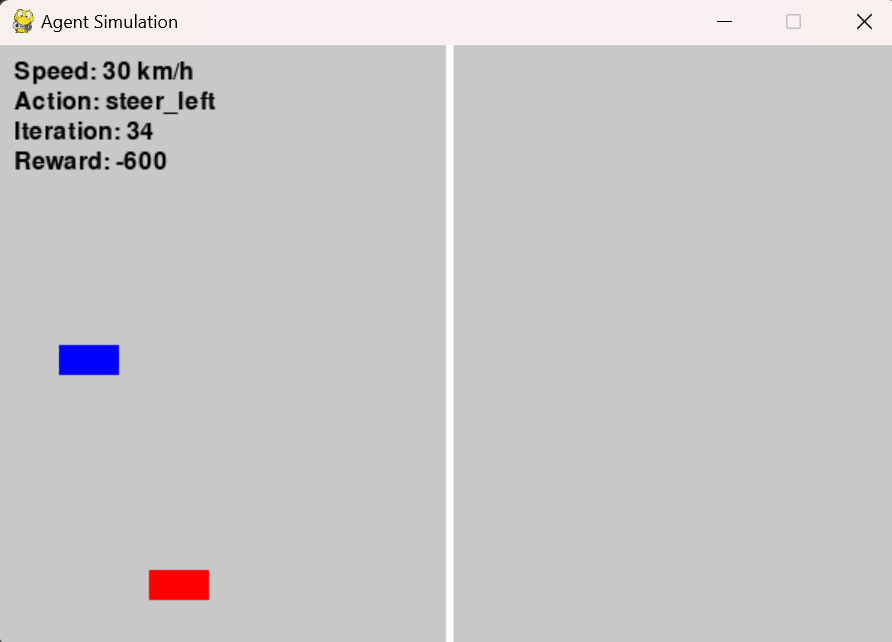 Agent Simulation
Speed: 30 km/h
Action: steer_left
Iteration: 34
Reward: -600